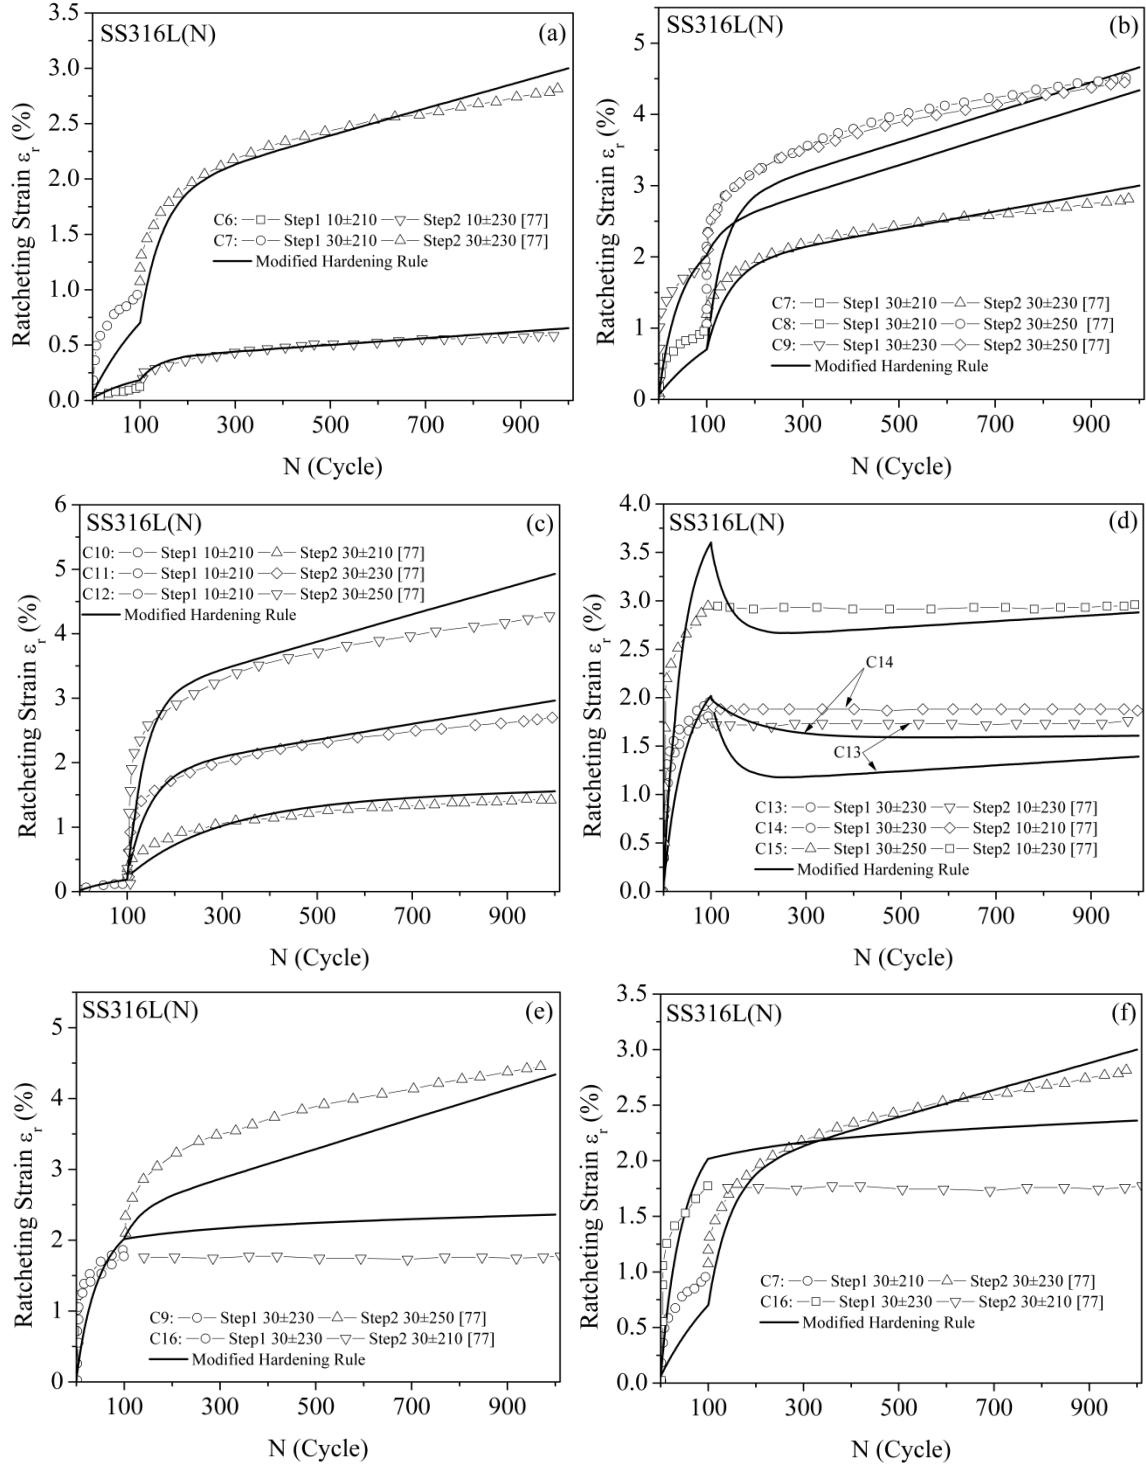 SS316L(N)
(a)
3.5
3.0
2.5
2.0
1.5
1.0
0.5
0.0
Ratcheting Strain εr (%)
C6: Step1 10±210 Step2 10±230 [77]
C7: Step1 30±210 Step2 30±230 [77]
Modified Hardening Rule
100 300 500 700 900
N (Cycle)
(b)
SS316L(N)
5
4
3
2
1
0
Ratcheting Strain εr (%)
C7: Step1 30±210 Step2 30±230 [77]
C8: Step1 30±210 Step2 30±250 [77]
C9: Step1 30±230 Step2 30±250 [77]
Modified Hardening Rule
100 300 500 700 900
N (Cycle)
SS316L(N)
(c)
6
5
4
3
2
1
0
Ratcheting Strain εr (%)
C10: Step1 10±210 Step2 30±210 [77]
C11: Step1 10±210 Step2 30±230 [77]
C12: Step1 10±210 Step2 30±250 [77]
Modified Hardening Rule
100 300 500 700 900
N (Cycle)
SS316L(N)
(d)
4.0
3.5
3.0
2.5
2.0
1.5
1.0
0.5
0.0
Ratcheting Strain εr (%)
C14
C13
C13: Step1 30±230 Step2 10±230 [77]
C14: Step1 30±230 Step2 10±210 [77]
C15: Step1 30±250 Step2 10±230 [77]
Modified Hardening Rule
100 300 500 700 900
N (Cycle)
SS316L(N)
(e)
5
4
3
2
1
0
Ratcheting Strain εr (%)
C9: Step1 30±230 Step2 30±250 [77]
C16: Step1 30±230 Step2 30±210 [77]
Modified Hardening Rule
100 300 500 700 900
N (Cycle)
SS316L(N)
(f)
3.5
3.0
2.5
2.0
1.5
1.0
0.5
0.0
Ratcheting Strain εr (%)
C7: Step1 30±210 Step2 30±230 [77]
C16: Step1 30±230 Step2 30±210 [77]
Modified Hardening Rule
100 300 500 700 900
N (Cycle)